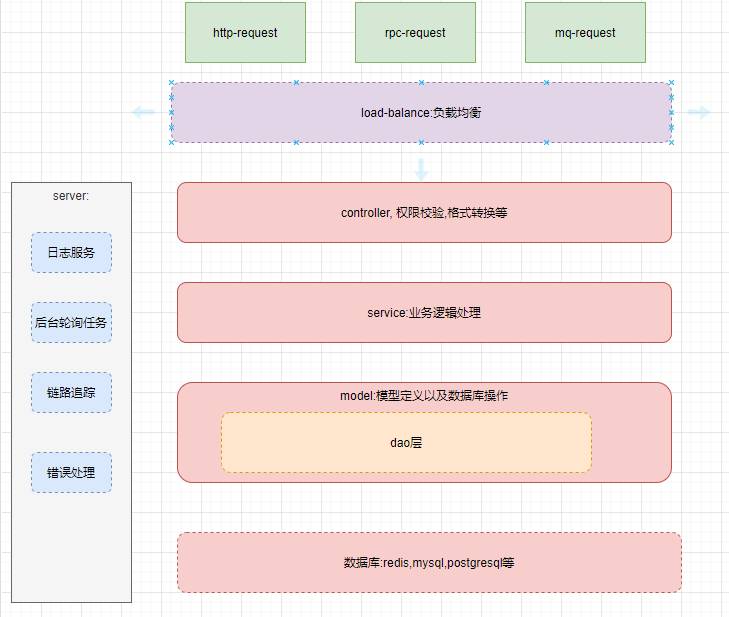 http-request
rpc-request
mq-request
load-balance:负载均衡
server:
日志服务
后台轮询任务
链路追踪
错误处理
controller, 权限校验,格式转换等
service:业务逻辑处理
model:模型定义以及数据库操作
dao层
数据库:redis,mysql,postgresql等